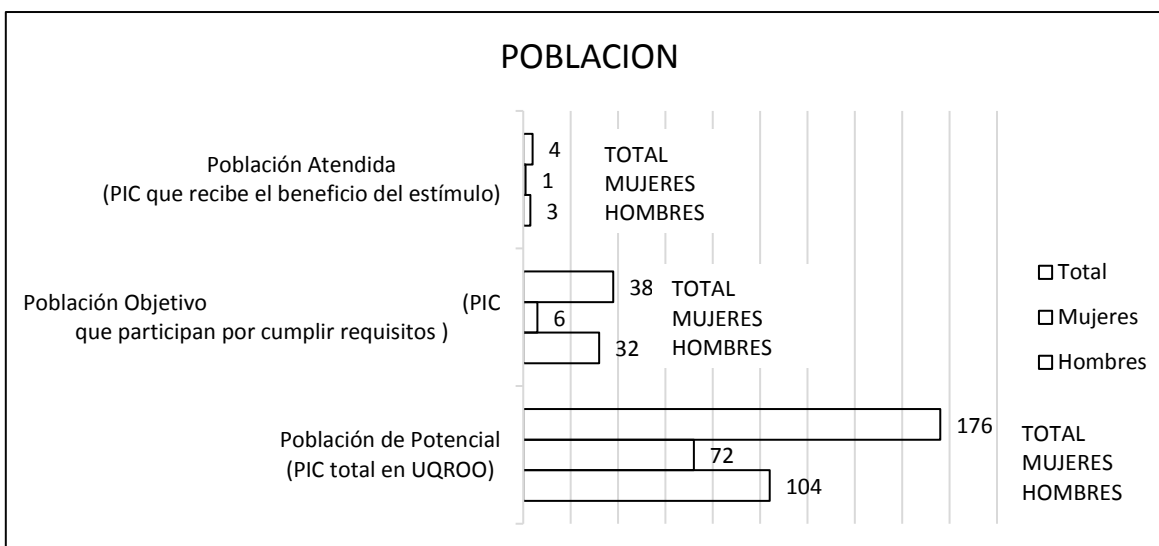 POBLACION
Población Atendida
(PIC que recibe el beneficio del estímulo)
4 TOTAL
1 MUJERES
3 HOMBRES
Población Objetivo (PIC
que participan por cumplir requisitos )
38 TOTAL
6 MUJERES
32 HOMBRES
Población de Potencial
(PIC total en UQROO)
176 TOTAL
72 MUJERES
104 HOMBRES
Total
Mujeres
Hombres